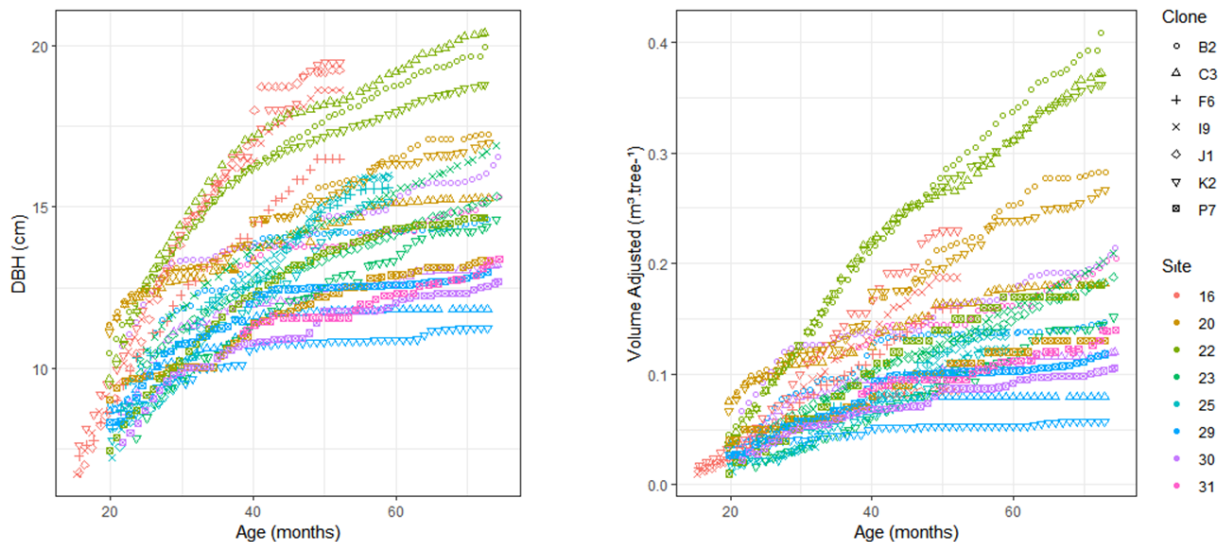 20
15
10
DBH (cm)
20
40
60
Age (months)
0.4
0.3
0.2
0.1
0.0
Volume Adjusted (m³.tree-¹)
20
40
60
Age (months)
Clone
B2
C3
F6
I9
J1
K2
P7
Site
16
20
22
23
25
29
30
31